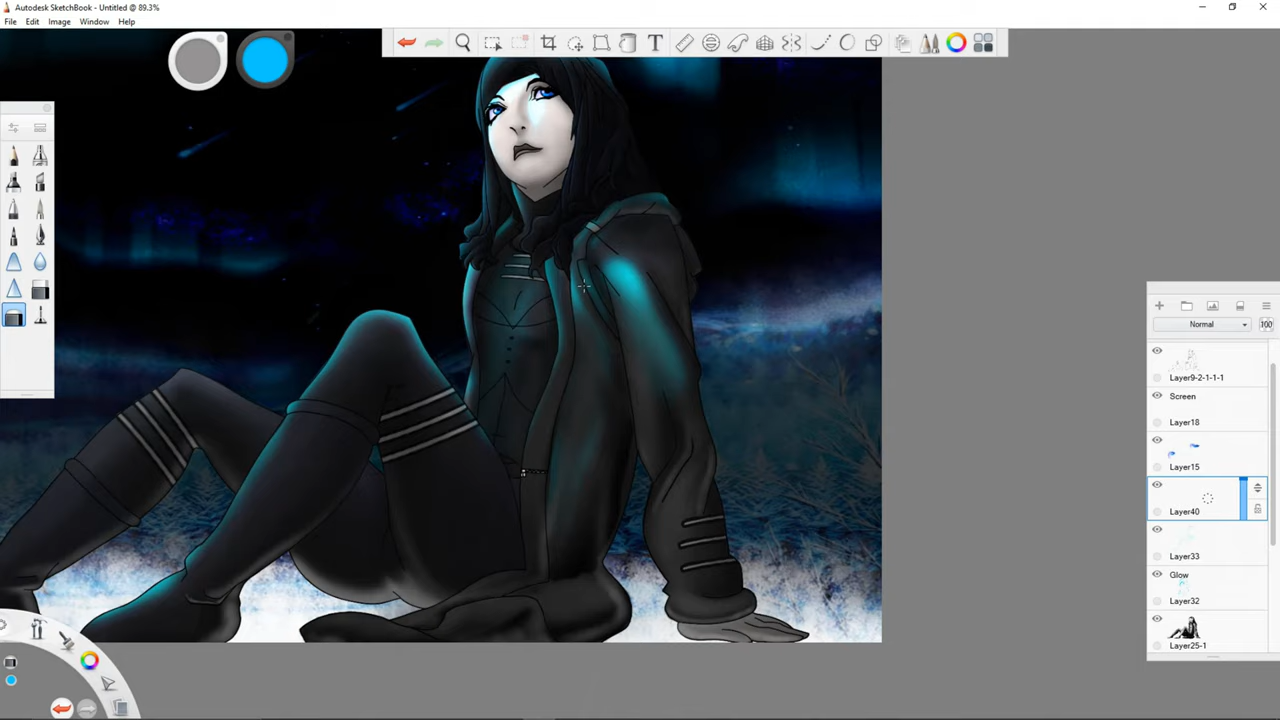 Autodesk SketchBook - Untitled @ 89.3%
File Edit Image Window Help
Normal 100
Layer9-2-1-1-1
Screen
Layer18
Layer15
Layer40
Layer33
Glow
Layer32
Layer25-1